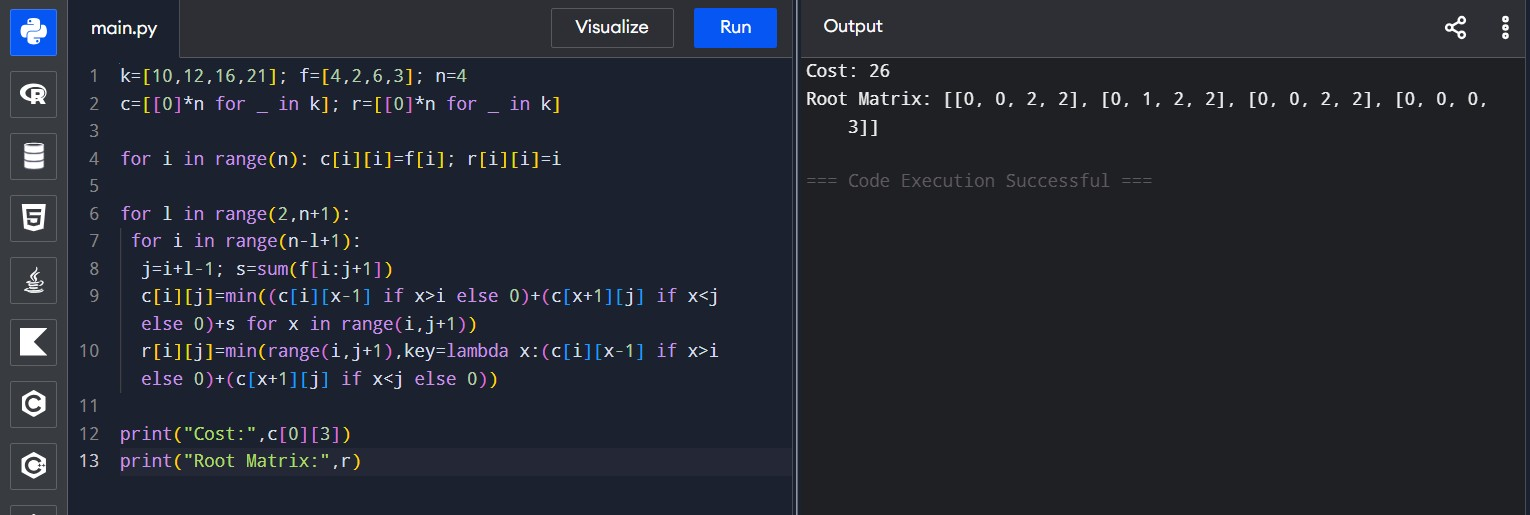 main.py
Visualize
Run
1 k=[10,12,16,21]; f=[4,2,6,3]; n=4
2 c=[[0]*n for _ in k]; r=[[0]*n for _ in k]
3
4 for i in range(n): c[i][i]=f[i]; r[i][i]=i
5
6 for l in range(2,n+1):
7 for i in range(n-l+1):
8 j=i+l-1; s=sum(f[i:j+1])
9 c[i][j]=min((c[i][x-1] if x>i else 0)+(c[x+1][j] if x<j
else 0)+s for x in range(i,j+1))
10 r[i][j]=min(range(i,j+1),key=lambda x:(c[i][x-1] if x>i
else 0)+(c[x+1][j] if x<j else 0))
11
12 print("Cost:",c[0][3])
13 print("Root Matrix:",r)
Output
Cost: 26
Root Matrix: [[0, 0, 2, 2], [0, 1, 2, 2], [0, 0, 2, 2], [0, 0, 0,
3]]
=== Code Execution Successful ===